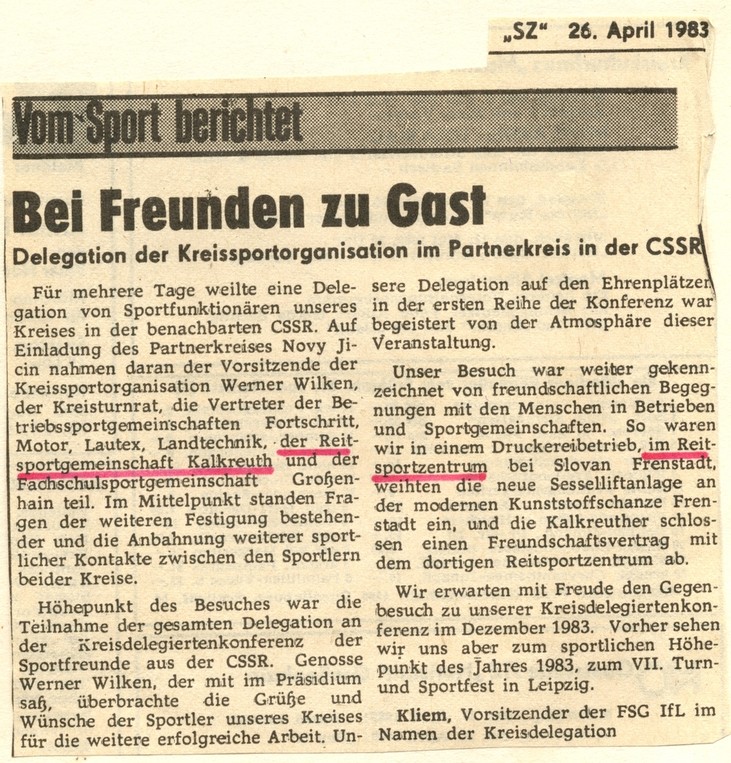 „SZ“ 26. April 1983
Vom Sport berichtet
Bei Freunden zu Gast
Delegation der Kreissportorganisation im Partnerkreis in der CSSR
Für mehrere Tage weilte eine Dele-
gation von Sportfunktionären unseres
Kreises in der benachbarten CSSR. Auf
Einladung des Partnerkreises Novy Ji-
cin nahmen daran der Vorsitzende der
Kreissportorganisation Werner Wilken,
der Kreisturnrat, die Vertreter der Be-
triebssportgemeinschaften Fortschritt,
Motor, Lautex, Landtechnik, der Reit-
sportgemeinschaft Kalkreuth und der
Fachschulsportgemeinschaft Großen-
hain teil. Im Mittelpunkt standen Fra-
gen der weiteren Festigung bestehen-
der und die Anbahnung weiterer sport-
licher Kontakte zwischen den Sportlern
beider Kreise.
Höhepunkt des Besuches war die
Teilnahme der gesamten Delegation an
der Kreisdelegiertenkonferenz der
Sportfreunde aus der CSSR. Genosse
Werner Wilken, der mit im Präsidium
saß, überbrachte die Grüße und
Wünsche der Sportler unseres Kreises
für die weitere erfolgreiche Arbeit. Un-
sere Delegation auf den Ehrenplätzen
in der ersten Reihe der Konferenz war
begeistert von der Atmosphäre dieser
Veranstaltung.
Unser Besuch war weiter gekenn-
zeichnet von freundschaftlichen Begeg-
nungen mit den Menschen in Betrieben
und Sportgemeinschaften. So waren
wir in einem Druckereibetrieb, im Reit-
sportzentrum bei Slovan Frenstadt,
weihten die neue Sesselliftanlage an
der modernen Kunststoffschanze Fren-
stadt ein, und die Kalkreuther schlos-
sen einen Freundschaftsvertrag mit
dem dortigen Reitsportzentrum ab.
Wir erwarten mit Freude den Gegen-
besuch zu unserer Kreisdelegiertenkon-
ferenz im Dezember 1983. Vorher sehen
wir uns aber zum sportlichen Höhe-
punkt des Jahres 1983, zum VII. Turn-
und Sportfest in Leipzig.
Kliem, Vorsitzender der FSG IfL im
Namen der Kreisdelegation